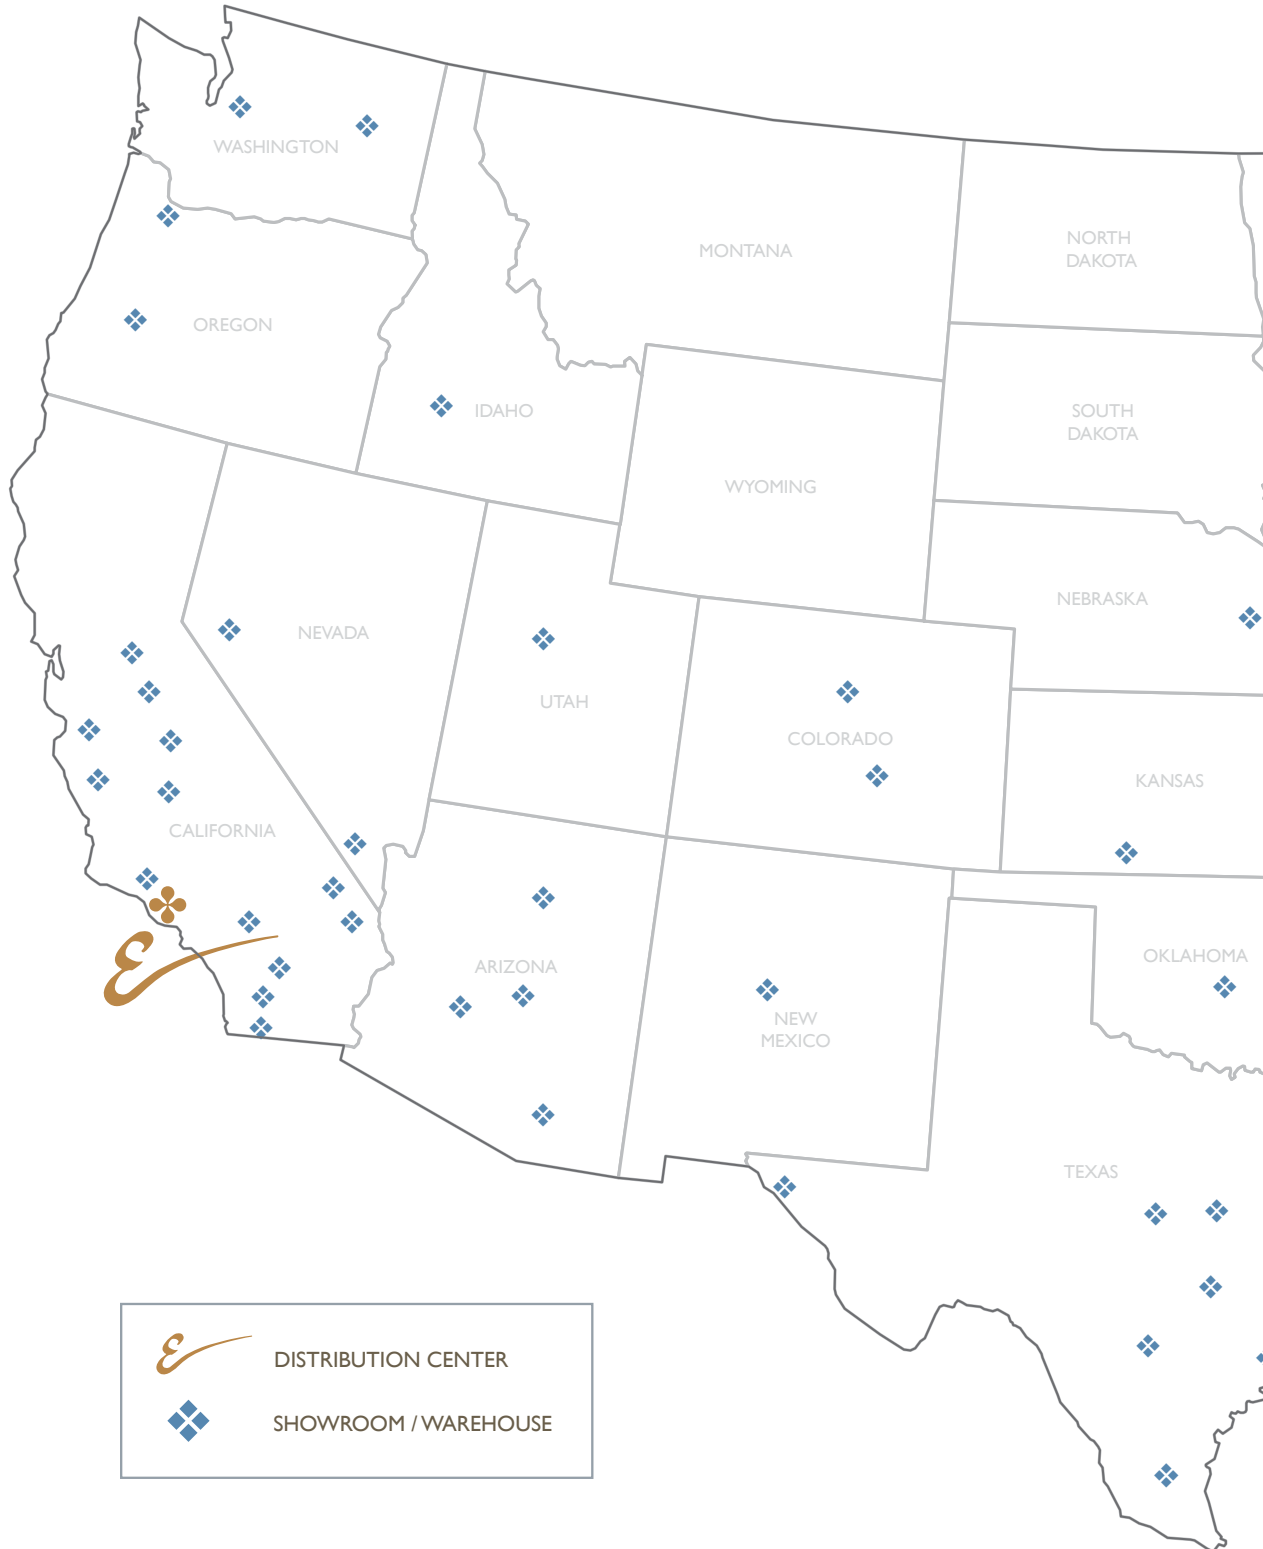 WASHINGTON
MONTANA
NORTH
DAKOTA
OREGON
IDAHO
SOUTH
DAKOTA
WYOMING
NEBRASKA
NEVADA
UTAH
COLORADO
KANSAS
CALIFORNIA
OKLAHOMA
ARIZONA
NEW
MEXICO
TEXAS
DISTRIBUTION CENTER
SHOWROOM / WAREHOUSE